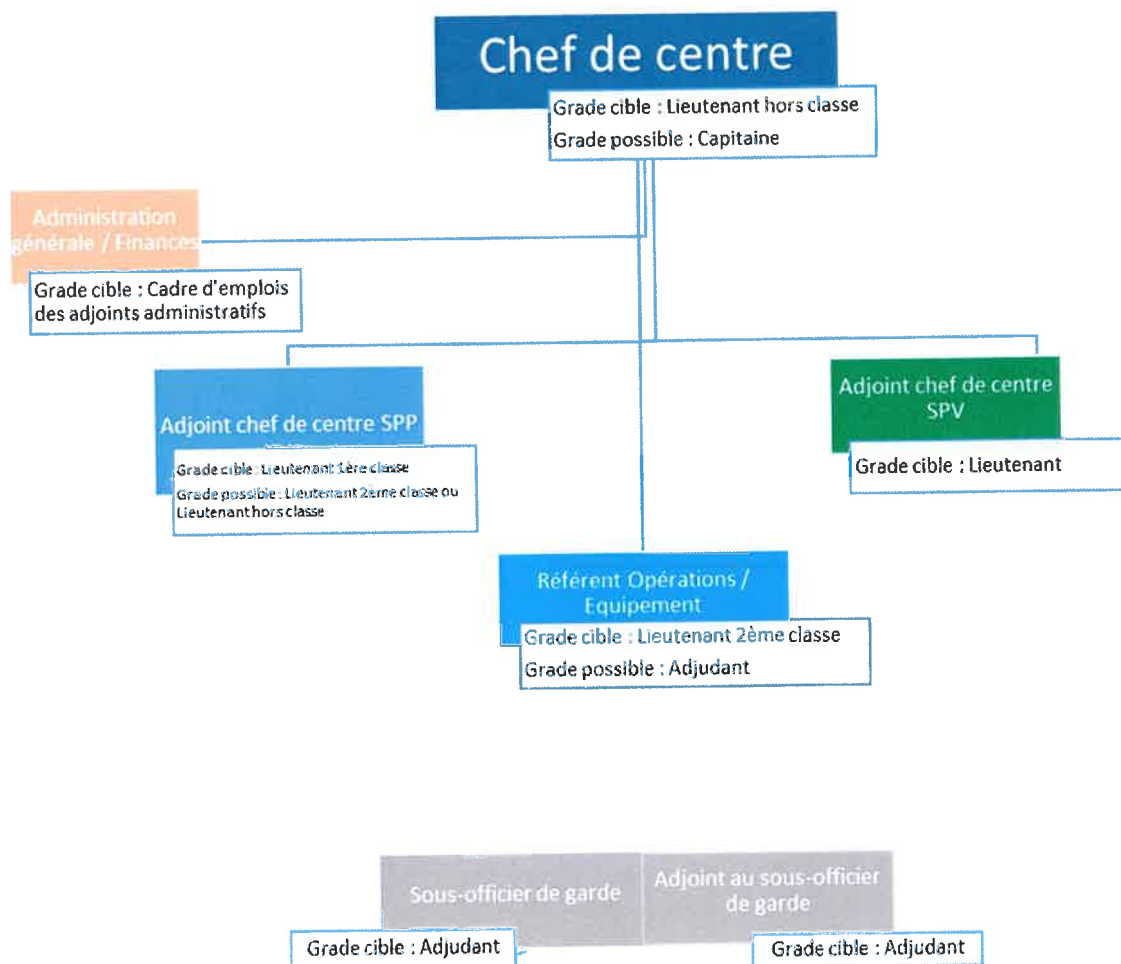 Chef de centre
Grade cible : Lieutenant hors classe
Grade possible : Capitaine
Administration
générale / Finances
Grade cible : Cadre d'emplois
des adjoints administratifs
Adjoint chef de centre SPP
Grade cible : Lieutenant 1ère classe
Grade possible : Lieutenant 2ème classe ou
Lieutenant hors classe
Adjoint chef de centre
SPV
Grade cible : Lieutenant
Référent Opérations /
Equipement
Grade cible : Lieutenant 2ème classe
Grade possible : Adjudant
Sous-officier de garde
Grade cible : Adjudant
Adjoint au sous-officier
de garde
Grade cible : Adjudant